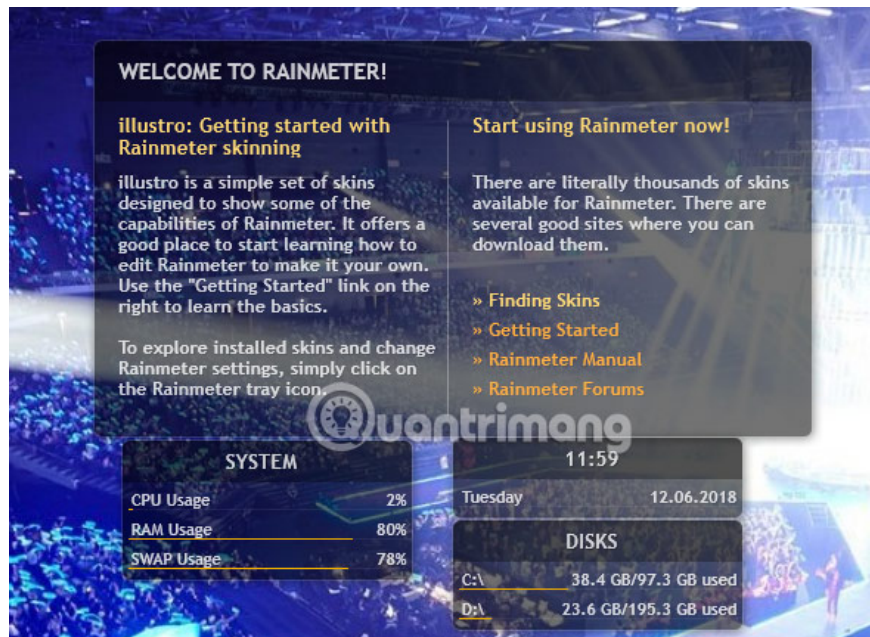 WELCOME TO RAINMETER!
illustro: Getting started with
Rainmeter skinning
illustro is a simple set of skins
designed to show some of the
capabilities of Rainmeter. It offers a
good place to start learning how to
edit Rainmeter to make it your own.
Use the "Getting Started" link on the
right to learn the basics.
To explore installed skins and change
Rainmeter settings, simply click on
the Rainmeter tray icon.
Start using Rainmeter now!
There are literally thousands of skins
available for Rainmeter. There are
several good sites where you can
download them.
» Finding Skins
» Getting Started
» Rainmeter Manual
» Rainmeter Forums
Quantrimang
SYSTEM
CPU Usage 2%
RAM Usage 80%
SWAP Usage 78%
11:59
Tuesday 12.06.2018
DISKS
C:\ 38.4 GB/97.3 GB used
D:\ 23.6 GB/195.3 GB used